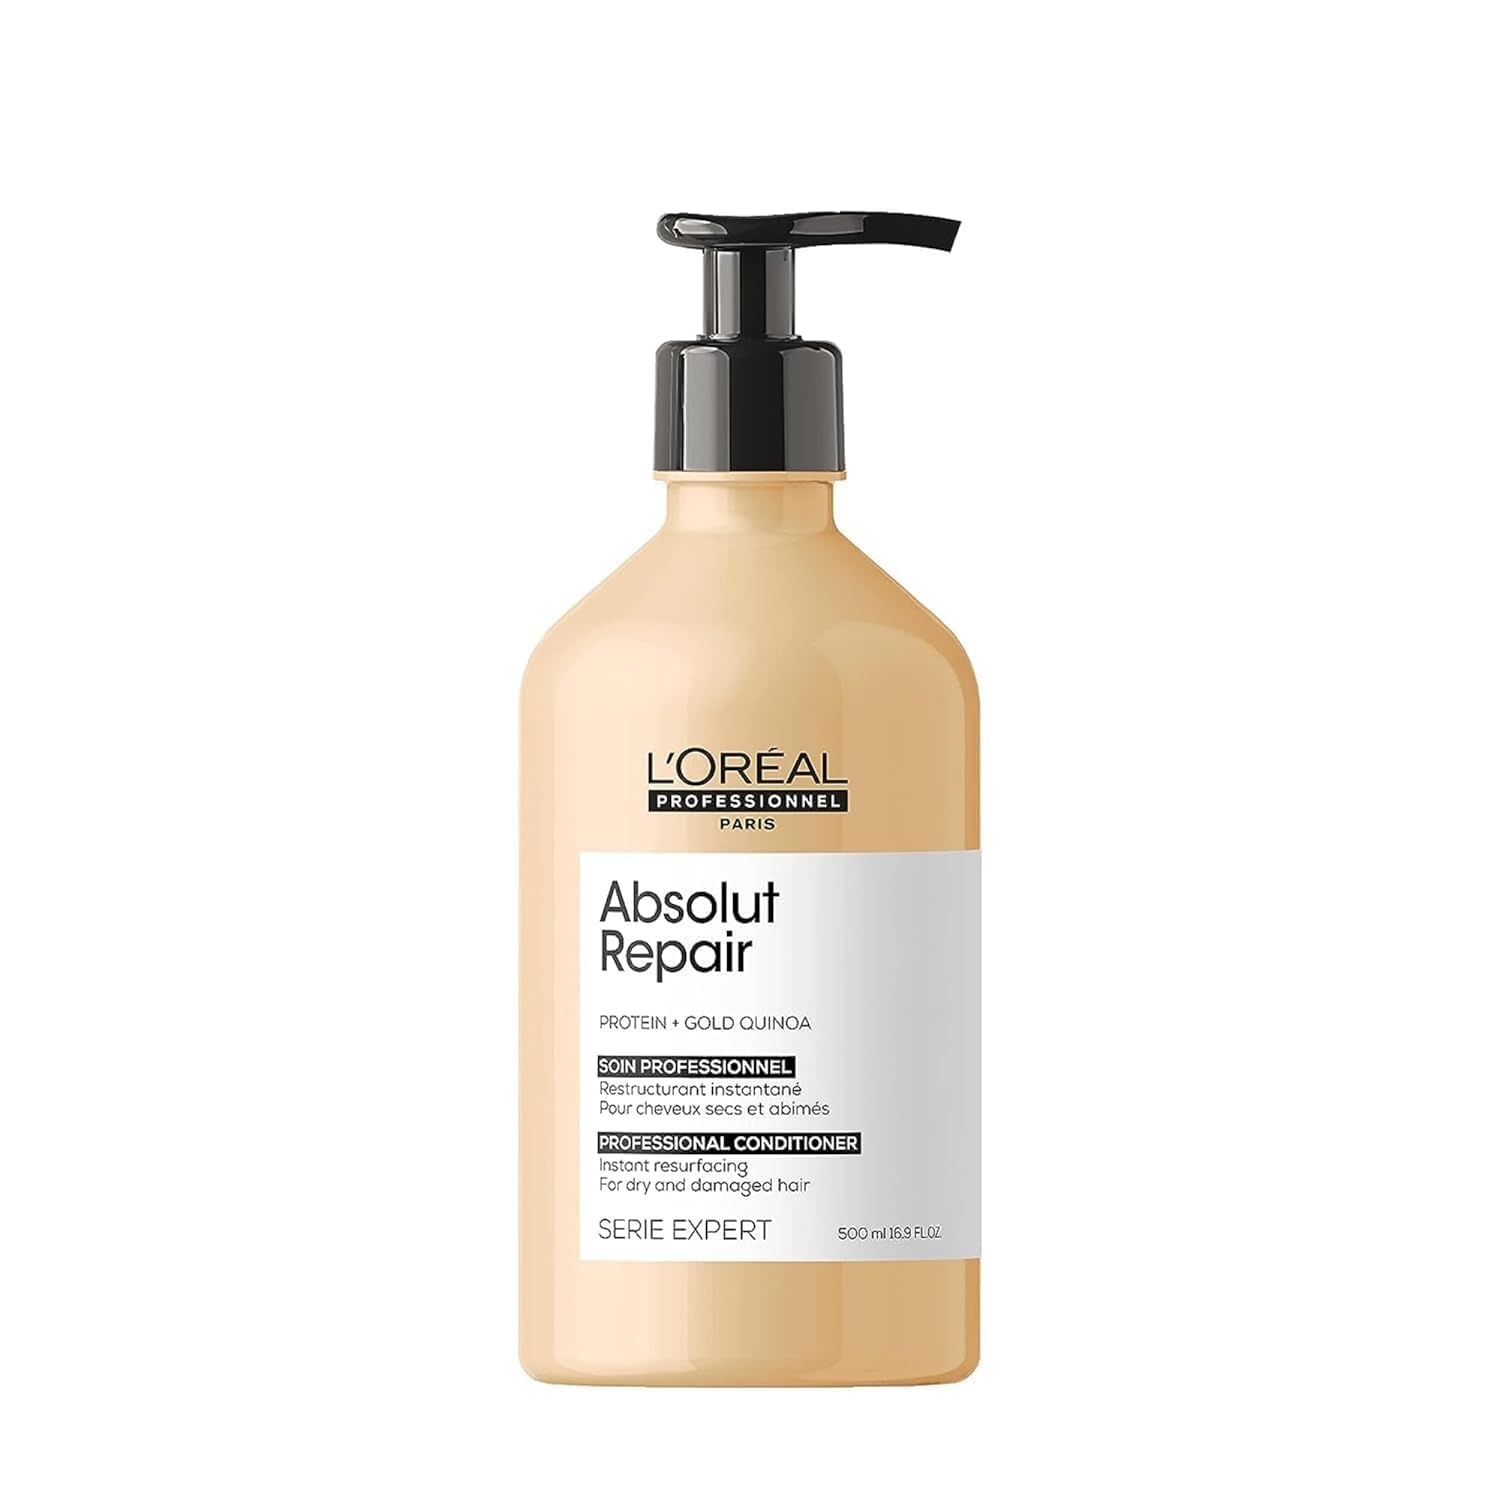 L'ORÉAL
PROFESSIONNEL
PARIS
Absolut
Repair
PROTEIN + GOLD QUINOA
SOIN PROFESSIONNEL
Restructurant instantané
Pour cheveux secs et abimés
PROFESSIONAL CONDITIONER
Instant resurfacing
For dry and damaged hair
SERIE EXPERT
500 ml 16.9 FL.OZ.